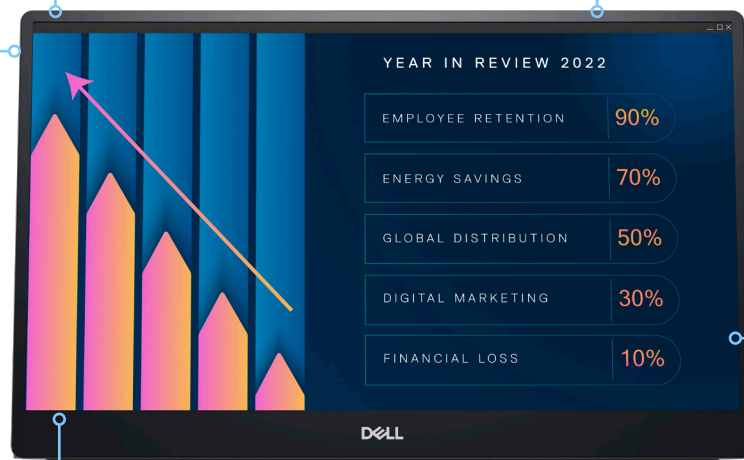 YEAR IN REVIEW 2022
EMPLOYEE RETENTION 90%
ENERGY SAVINGS 70%
GLOBAL DISTRIBUTION 50%
DIGITAL MARKETING 30%
FINANCIAL LOSS 10%
DELL